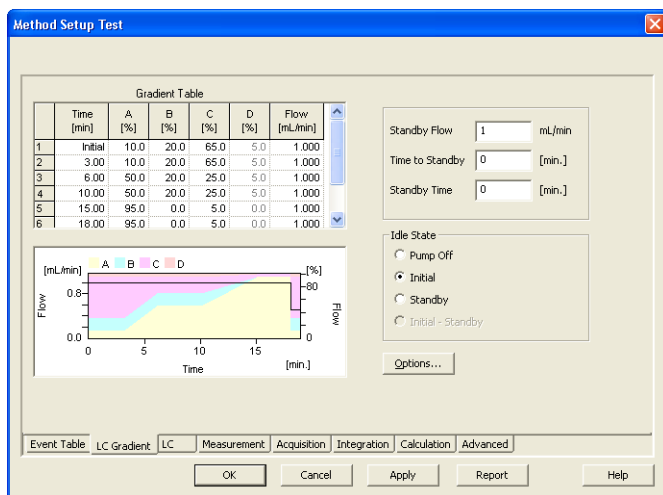 Method Setup Test
Gradient Table
Time [min] A [%] B [%] C [%] D [%] Flow [mL/min]
1 Initial 10.0 20.0 65.0 5.0 1.000
2 3.00 10.0 20.0 65.0 5.0 1.000
3 6.00 50.0 20.0 25.0 5.0 1.000
4 10.00 50.0 20.0 25.0 5.0 1.000
5 15.00 95.0 0.0 5.0 0.0 1.000
6 18.00 95.0 0.0 5.0 0.0 1.000
Standby Flow 1 mL/min
Time to Standby 0 [min.]
Standby Time 0 [min.]
Idle State
Pump Off
Initial
Standby
Initial - Standby
Options...
A B C D
[mL/min] [%]
0.8 80
Flow Flow
0.0 0
0 5 10 15 [min.]
Time
Event Table LC Gradient LC Measurement Acquisition Integration Calculation Advanced
OK Cancel Apply Report Help